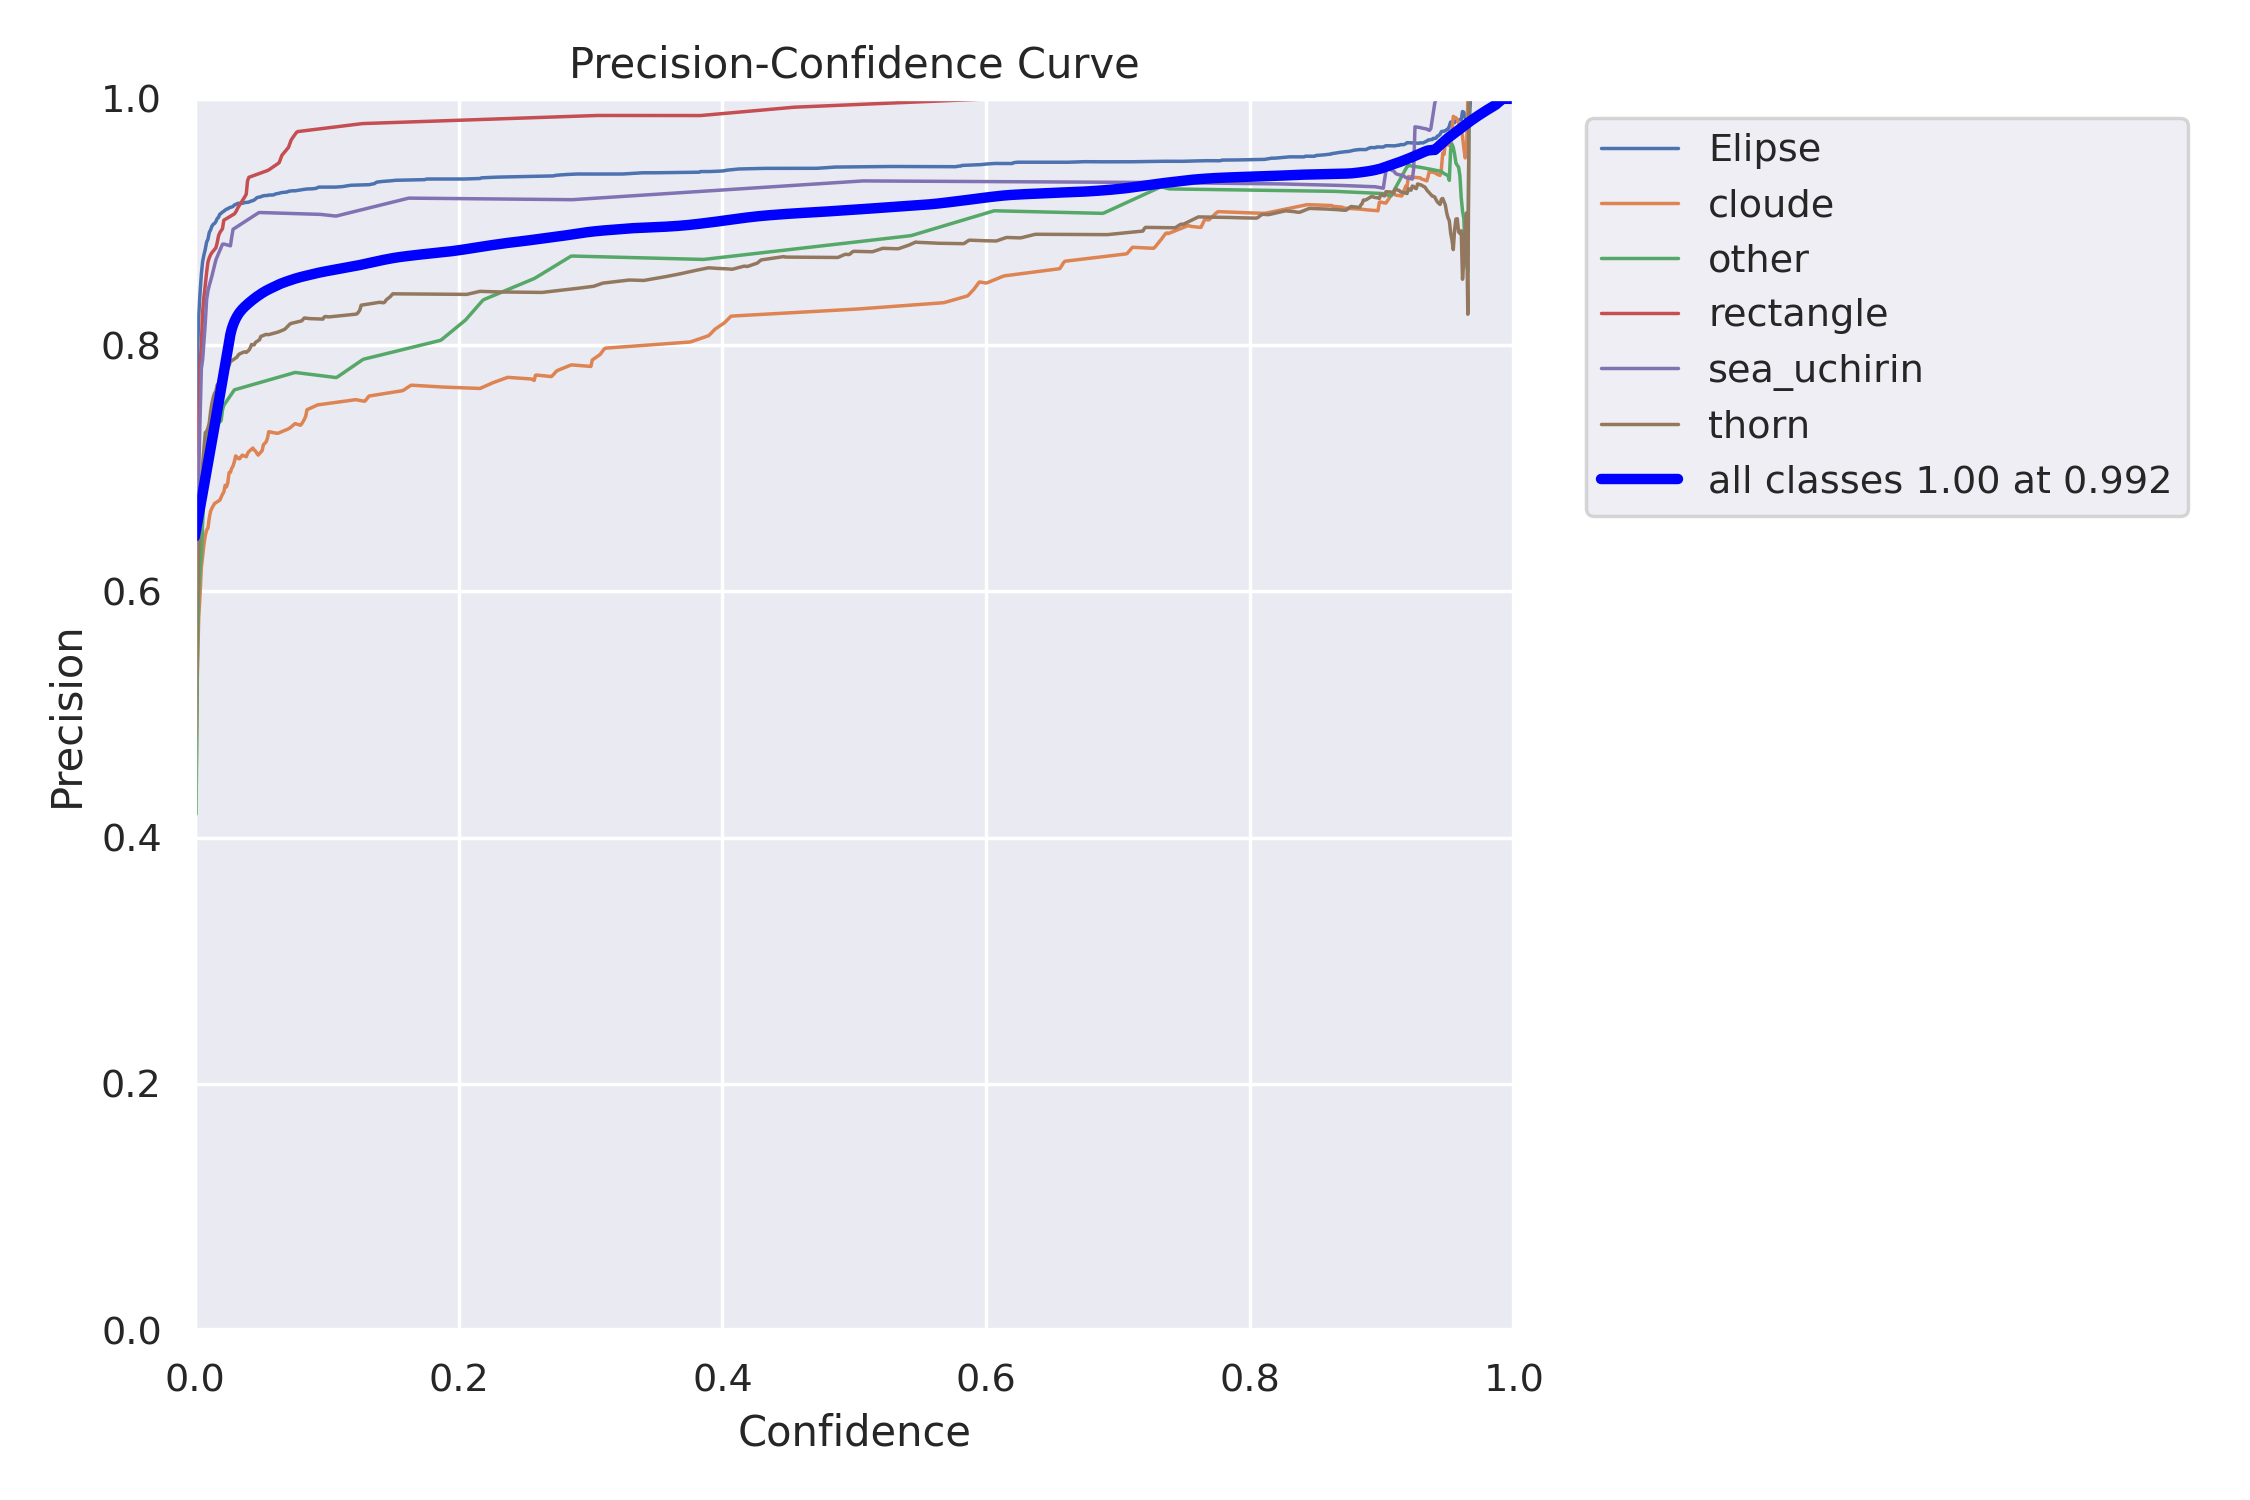 Precision-Confidence Curve
1.0
0.8
0.6
0.4
0.2
0.0
Precision
0.0 0.2 0.4 0.6 0.8 1.0
Confidence
Elipse
cloude
other
rectangle
sea_uchirin
thorn
all classes 1.00 at 0.992